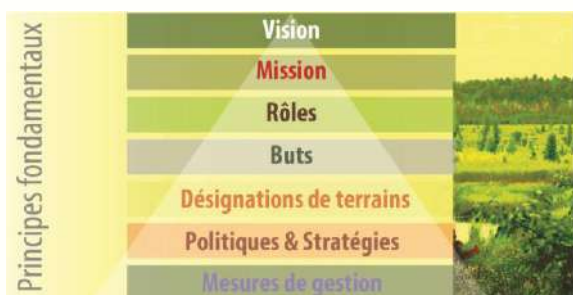 Principes fondamentaux
Vision
Mission
Rôles
Buts
Désignations de terrains
Politiques & Stratégies
Mesures de gestion